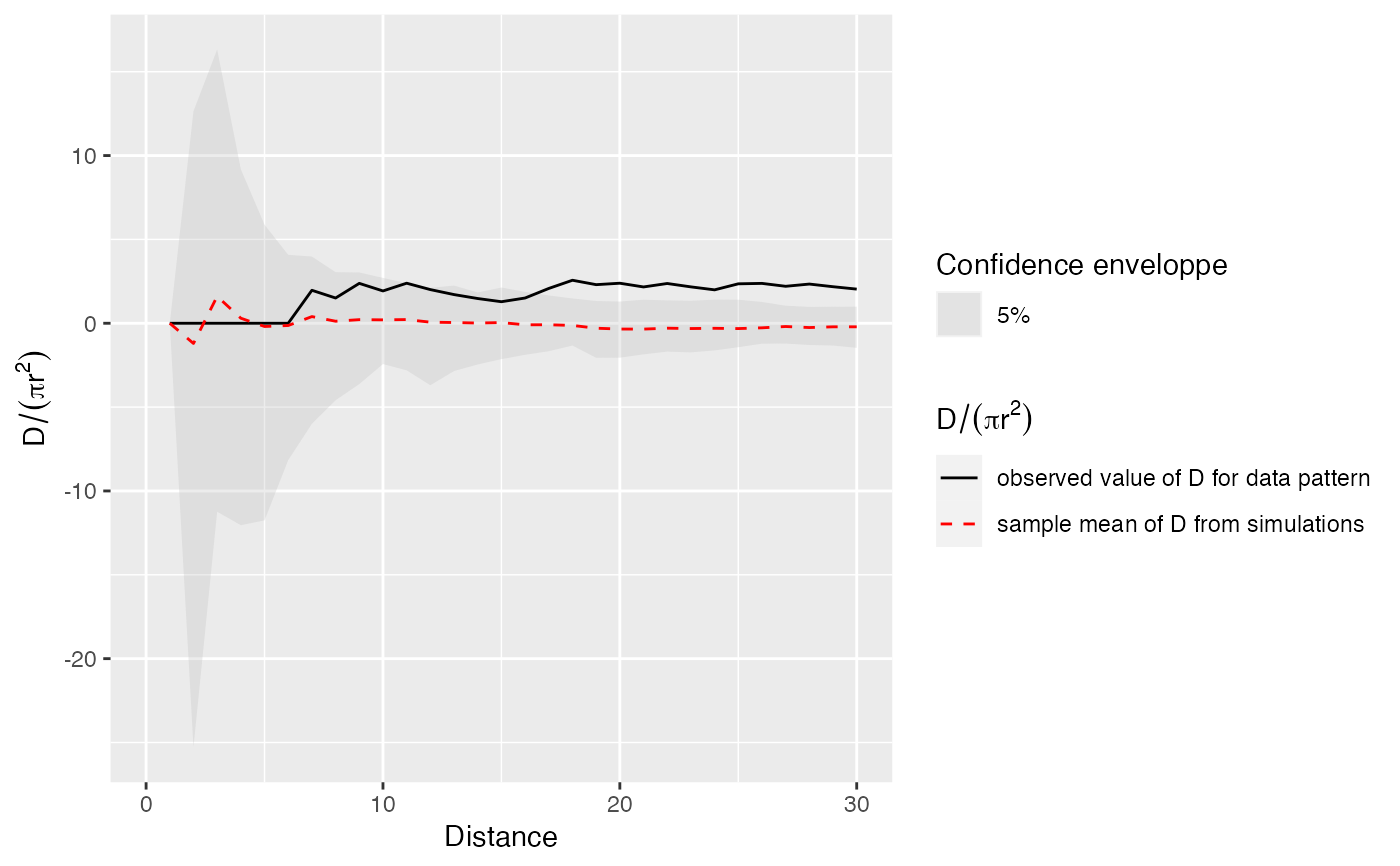 10
0
-10
-20
D/(πr²)
0 10 20 30
Distance
Confidence enveloppe
5%
D/(πr²)
observed value of D for data pattern
sample mean of D from simulations